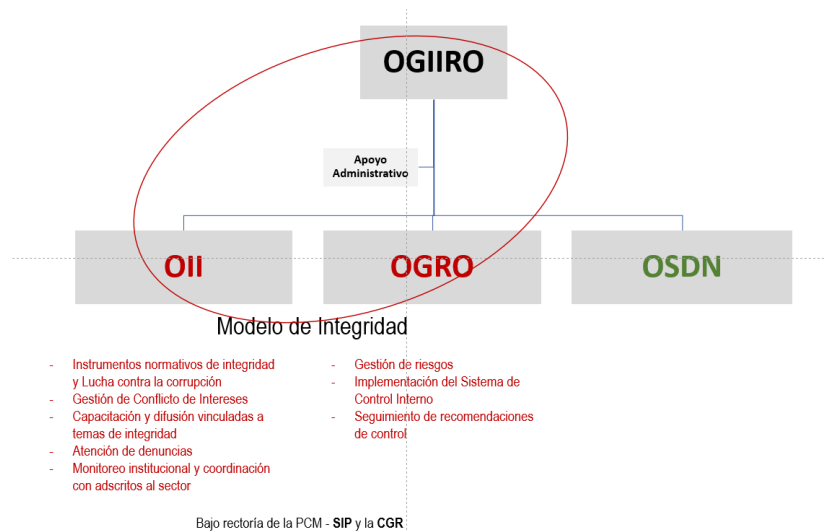 OGIIRO
Apoyo
Administrativo
OII
OGRO
OSDN
Modelo de Integridad
- Instrumentos normativos de integridad
y Lucha contra la corrupción
- Gestión de Conflicto de Intereses
- Capacitación y difusión vinculadas a
temas de integridad
- Atención de denuncias
- Monitoreo institucional y coordinación
con adscritos al sector
- Gestión de riesgos
- Implementación del Sistema de
Control Interno
- Seguimiento de recomendaciones
de control
Bajo rectoría de la PCM - SIP y la CGR